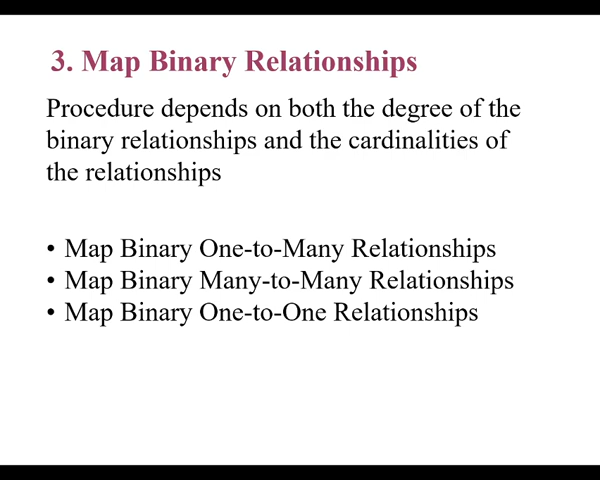 3. Map Binary Relationships
Procedure depends on both the degree of the
binary relationships and the cardinalities of
the relationships
• Map Binary One-to-Many Relationships
• Map Binary Many-to-Many Relationships
• Map Binary One-to-One Relationships